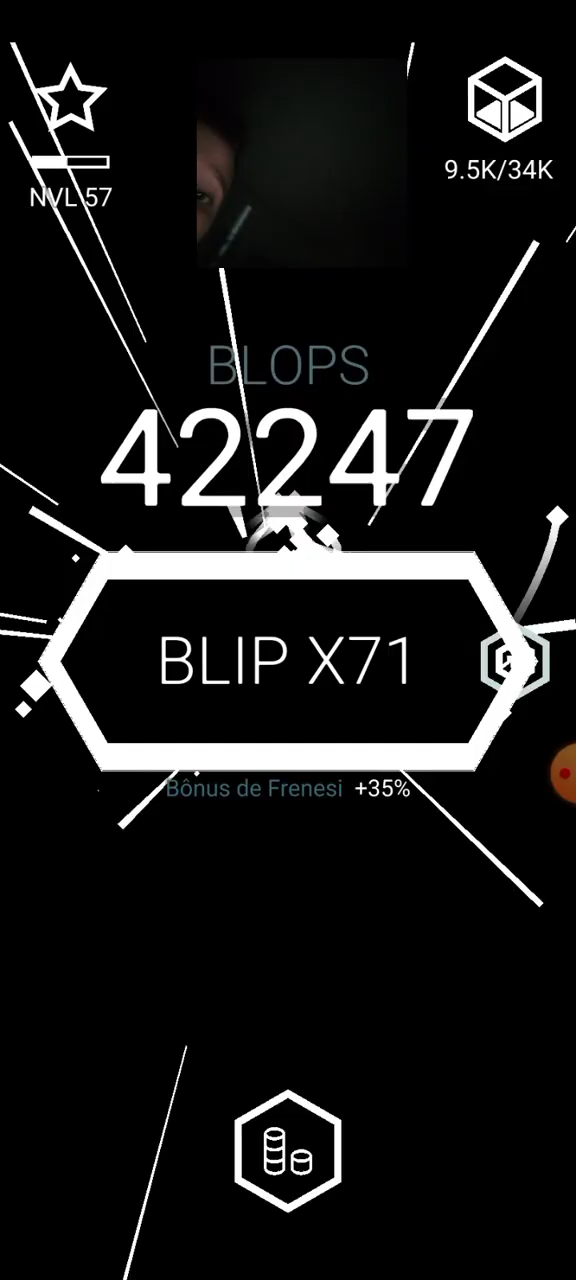 9.5K/34K
NVL 57
BLOPS
42247
BLIP X71
Bônus de Frenesi +35%